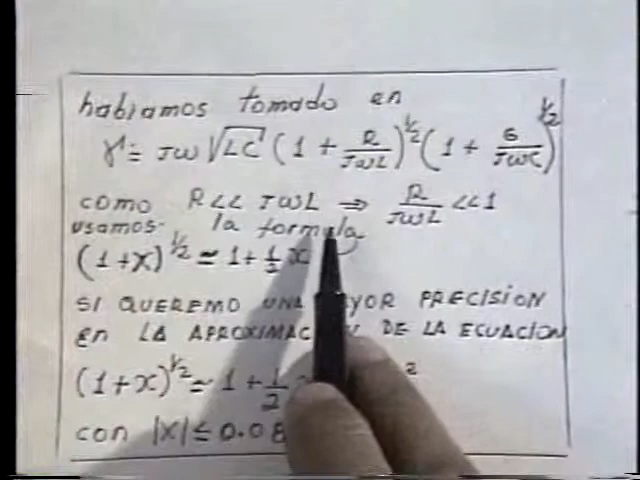 habiamos tomado en
γ = Jω √LC (1 + R/JωL)^1/2 (1 + G/JωC)^1/2
como R<< JωL ⇒ R/JωL <<1
usamos la formula
(1+x)^1/2 ≃ 1+ 1/2 x
SI QUEREMO UNA YOR PRECISION
en LA APROXIMAC DE LA ECUACION
(1+x)^1/2 ≃ 1 + 1/2 2
con |X| ≤ 0.08